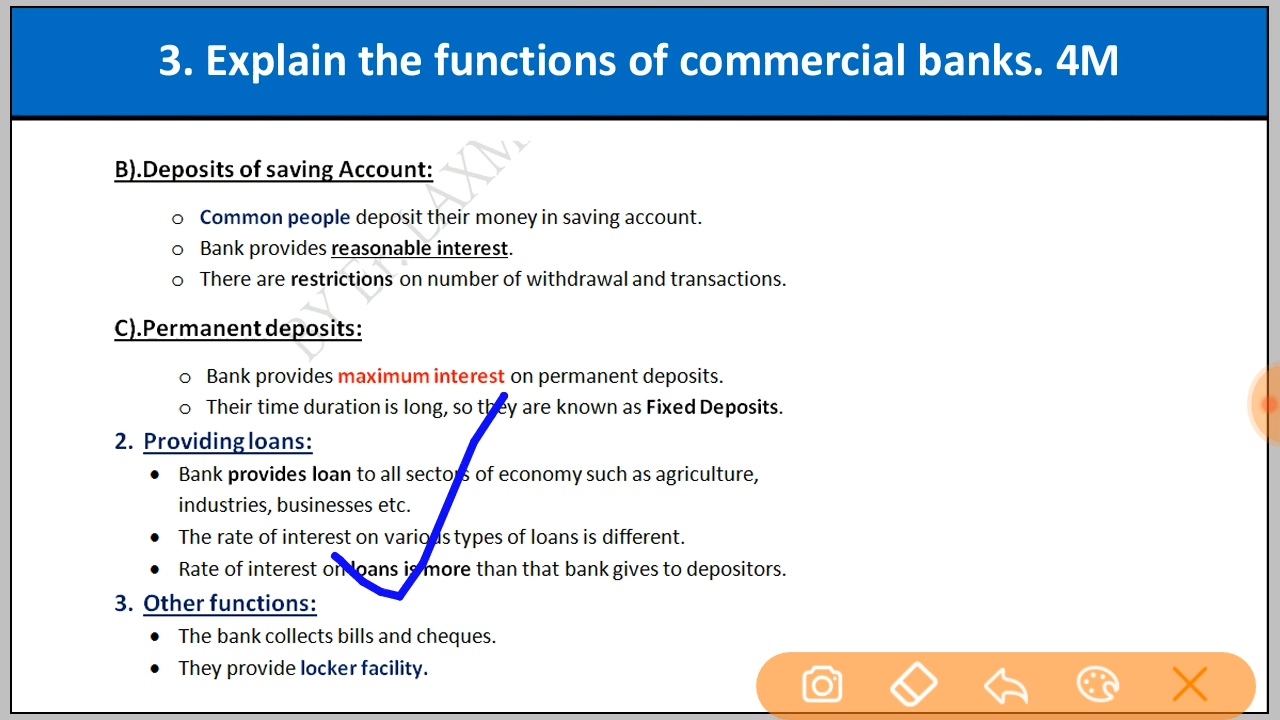 3. Explain the functions of commercial banks. 4M
B).Deposits of saving Account:
o Common people deposit their money in saving account.
o Bank provides reasonable interest.
o There are restrictions on number of withdrawal and transactions.
C).Permanent deposits:
o Bank provides maximum interest on permanent deposits.
o Their time duration is long, so they are known as Fixed Deposits.
2. Providing loans:
• Bank provides loan to all sectors of economy such as agriculture,
industries, businesses etc.
• The rate of interest on various types of loans is different.
• Rate of interest on loans is more than that bank gives to depositors.
3. Other functions:
• The bank collects bills and cheques.
• They provide locker facility.
BY Er. LAXM